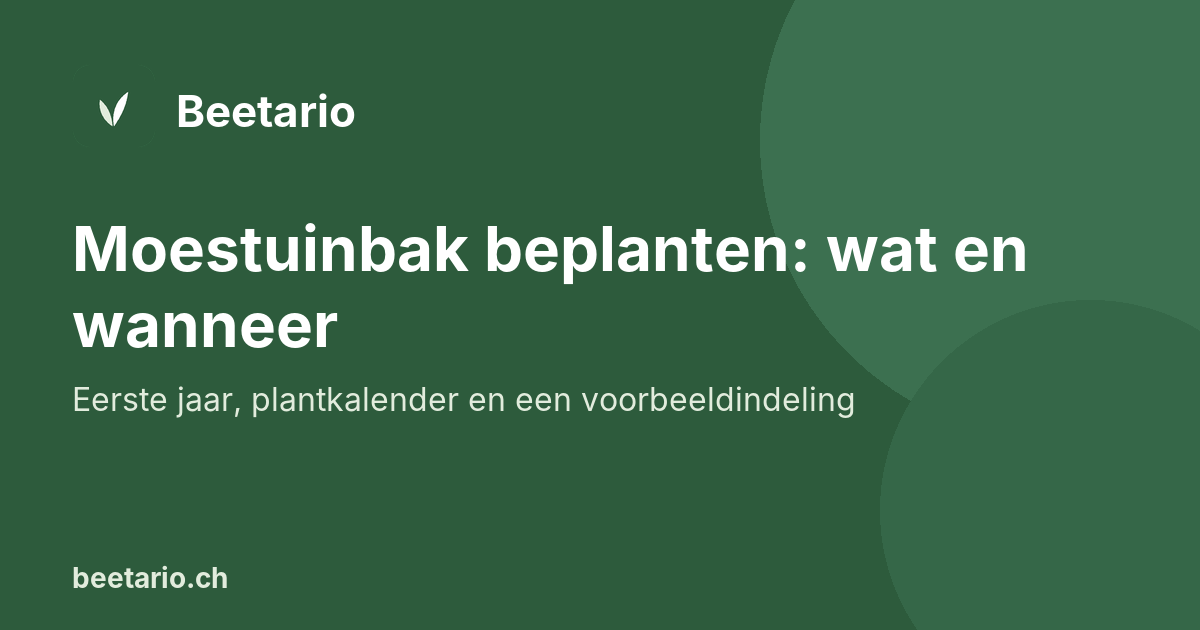 Beetario
Moestuinbak beplanten: wat en
wanneer
Eerste jaar, plantkalender en een voorbeeldindeling
beetario.ch